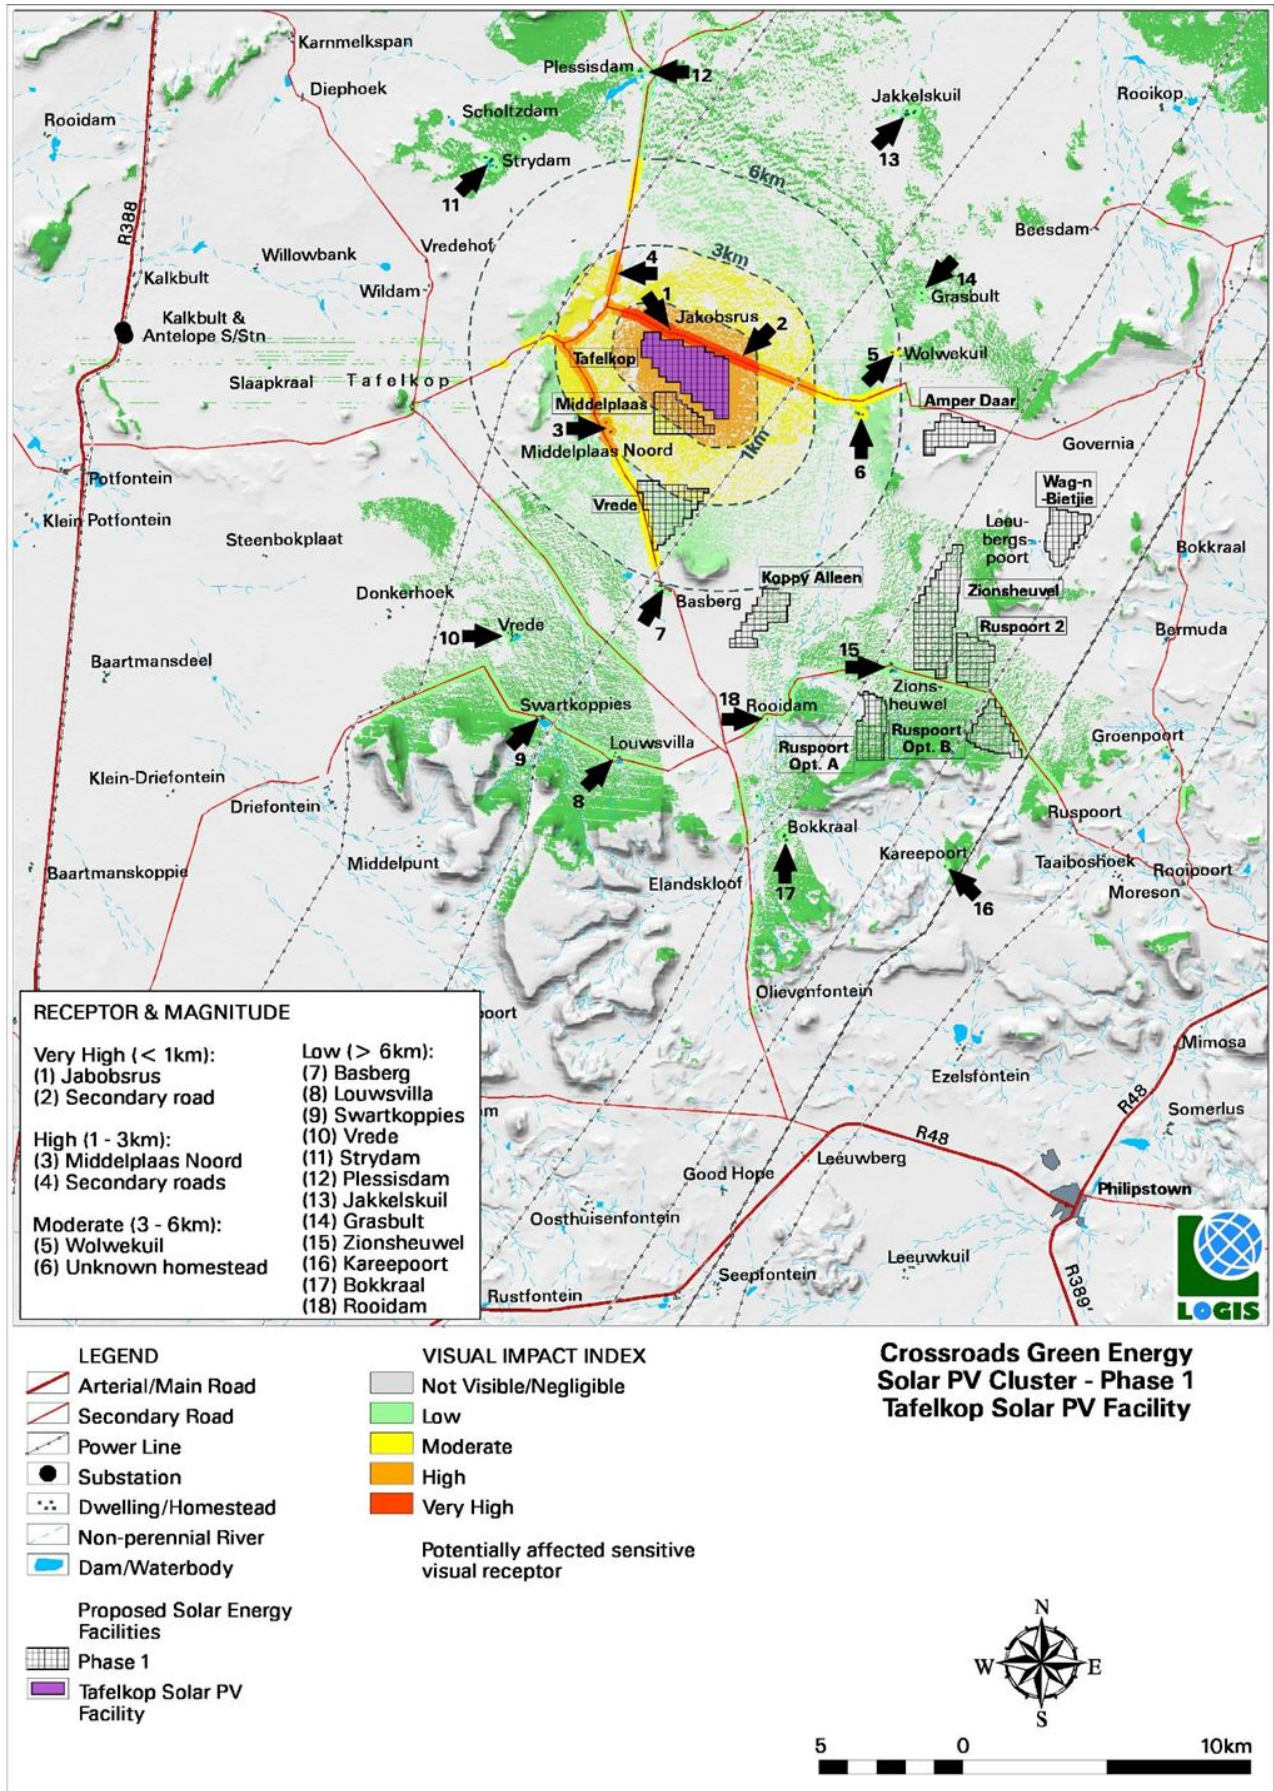 Karnmelkspan
Plessisdam
12
Diephoek
Jakkelskuil
Rooikop
Scholtzdam
Rooidam
13
Strydam
11
6km
R388
Vredehof
Beesdam
Willowbank
4
3km
14
Kalkbult
Wildam
1
Grasbult
Kalkbult &
Antelope S/Stn
Jakobsrus
2
5
Wolwekuil
Tafelkop
Slaapkraal
Tafelkop
Middelplaas
Amper Daar
3
1km
Middelplaas Noord
Governia
6
Potfontein
Wag-n
-Bietjie
Vrede
Klein Potfontein
Leeu-
bergs-
poort
Steenbokplaat
Bokkraal
Koppy Alleen
Donkerhoek
Zionsheuvel
Basberg
Vrede
10
7
Ruspoort 2
Bermuda
15
Baartmansdeel
Zions-
heuwel
18
Rooidam
Swartkoppies
Ruspoort
Opt. B.
Louwsvilla
Ruspoort
Opt. A
Groenpoort
9
Klein-Driefontein
8
Driefontein
Ruspoort
Bokkraal
Kareepoort
Middelpunt
Taaiboshoek
Rooipoort
Baartmanskoppie
Elandskloof
17
Moreson
16
Olievenfontein
poort
Mimosa
Ezelsfontein
R48
Somerlus
m
R48
Leeuwberg
Good Hope
Philipstown
Oosthuisenfontein
Leeuwkuil
Seepfontein
R389'
Rustfontein
LOGIS
RECEPTOR & MAGNITUDE
Very High (< 1km):
(1) Jabobsrus
(2) Secondary road
High (1 - 3km):
(3) Middelplaas Noord
(4) Secondary roads
Moderate (3 - 6km):
(5) Wolwekuil
(6) Unknown homestead
Low (> 6km):
(7) Basberg
(8) Louwsvilla
(9) Swartkoppies
(10) Vrede
(11) Strydam
(12) Plessisdam
(13) Jakkelskuil
(14) Grasbult
(15) Zionsheuwel
(16) Kareepoort
(17) Bokkraal
(18) Rooidam
LEGEND
Arterial/Main Road
Secondary Road
Power Line
Substation
Dwelling/Homestead
Non-perennial River
Dam/Waterbody
Proposed Solar Energy
Facilities
Phase 1
Tafelkop Solar PV
Facility
VISUAL IMPACT INDEX
Not Visible/Negligible
Low
Moderate
High
Very High
Potentially affected sensitive
visual receptor
Crossroads Green Energy
Solar PV Cluster - Phase 1
Tafelkop Solar PV Facility
N
W E
S
5 0 10km